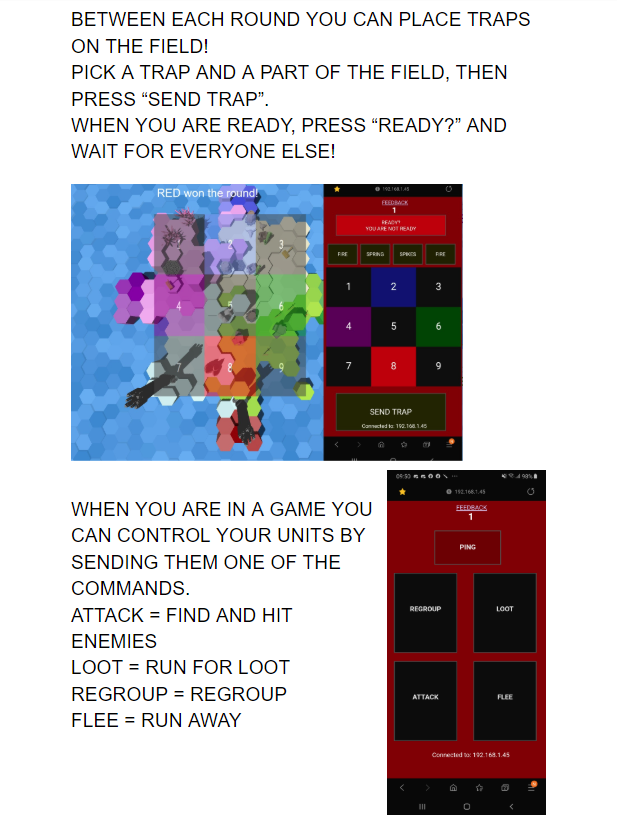 BETWEEN EACH ROUND YOU CAN PLACE TRAPS
ON THE FIELD!
PICK A TRAP AND A PART OF THE FIELD, THEN
PRESS “SEND TRAP”.
WHEN YOU ARE READY, PRESS “READY?” AND
WAIT FOR EVERYONE ELSE!
RED won the round!
1 2 3
4 5 6
7 8 9
192.168.1.45
FEEDBACK
1
READY?
YOU ARE NOT READY
FIRE SPRING SPIKES FIRE
1 2 3
4 5 6
7 8 9
SEND TRAP
Connected to: 192.168.1.45
WHEN YOU ARE IN A GAME YOU
CAN CONTROL YOUR UNITS BY
SENDING THEM ONE OF THE
COMMANDS.
ATTACK = FIND AND HIT
ENEMIES
LOOT = RUN FOR LOOT
REGROUP = REGROUP
FLEE = RUN AWAY
09:50 98%
192.168.1.45
FEEDBACK
1
PING
REGROUP LOOT
ATTACK FLEE
Connected to: 192.168.1.45